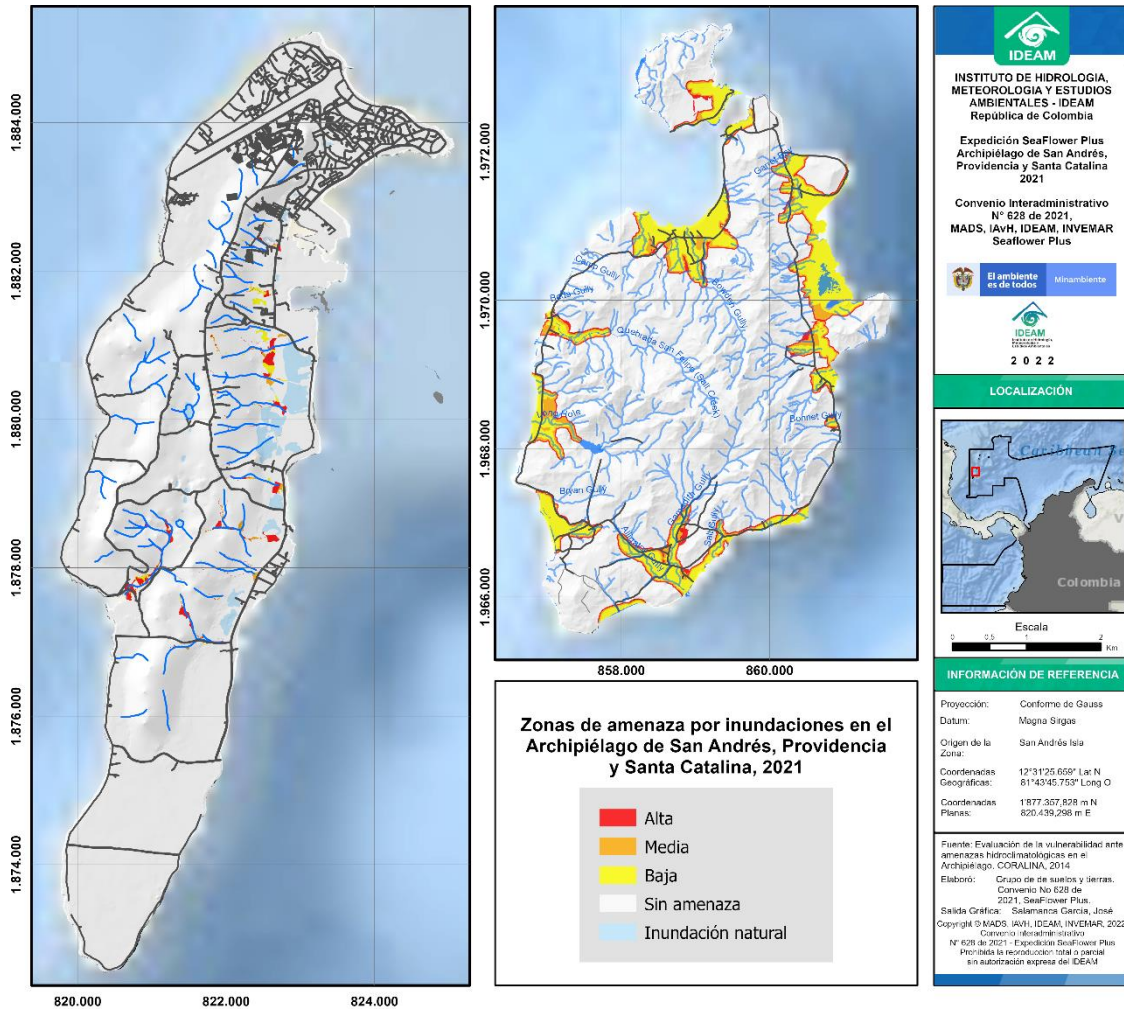 1.884.000
1.882.000
1.880.000
1.878.000
1.876.000
1.874.000
820.000
822.000
824.000
1.972.000
1.970.000
1.968.000
1.966.000
858.000
860.000
Camp Gully
Bowden Gully
Quebrada San Felipe (Gaili Creek)
Bonnet Gully
Bryan Gully
Salt Gully
Zonas de amenaza por inundaciones en el
Archipiélago de San Andrés, Providencia
y Santa Catalina, 2021
Alta
Media
Baja
Sin amenaza
Inundación natural
IDEAM
INSTITUTO DE HIDROLOGIA,
METEOROLOGIA Y ESTUDIOS
AMBIENTALES - IDEAM
República de Colombia
Expedición SeaFlower Plus
Archipiélago de San Andrés,
Providencia y Santa Catalina
2021
Convenio Interadministrativo
N° 628 de 2021,
MADS, IAvH, IDEAM, INVEMAR
Seaflower Plus
El ambiente
es de todos
Minambiente
IDEAM
2 0 2 2
LOCALIZACIÓN
Caribbean Se
V
Colombia
Escala
0 0,5 1 2
Km
INFORMACIÓN DE REFERENCIA
Proyección: Conforme de Gauss
Datum: Magna Sirgas
Origen de la San Andrés Isla
Zona:
Coordenadas 12°31'25.659" Lat N
Geográficas: 81°43'45.753" Long O
Coordenadas 1'877.357,828 m N
Planas: 820.439,298 m E
Fuente: Evaluación de la vulnerabilidad ante
amenazas hidroclimatológicas en el
Archipiélago. CORALINA, 2014
Elaboró: Grupo de de suelos y tierras.
Convenio No 628 de
2021, SeaFlower Plus.
Salida Gráfica: Salamanca Garcia, José
Copyright © MADS, IAVH, IDEAM, INVEMAR, 2022
Convenio Interadministrativo
N° 628 de 2021 - Expedición SeaFlower Plus
Prohibida la reproduccion total o parcial
sin autorización expresa del IDEAM